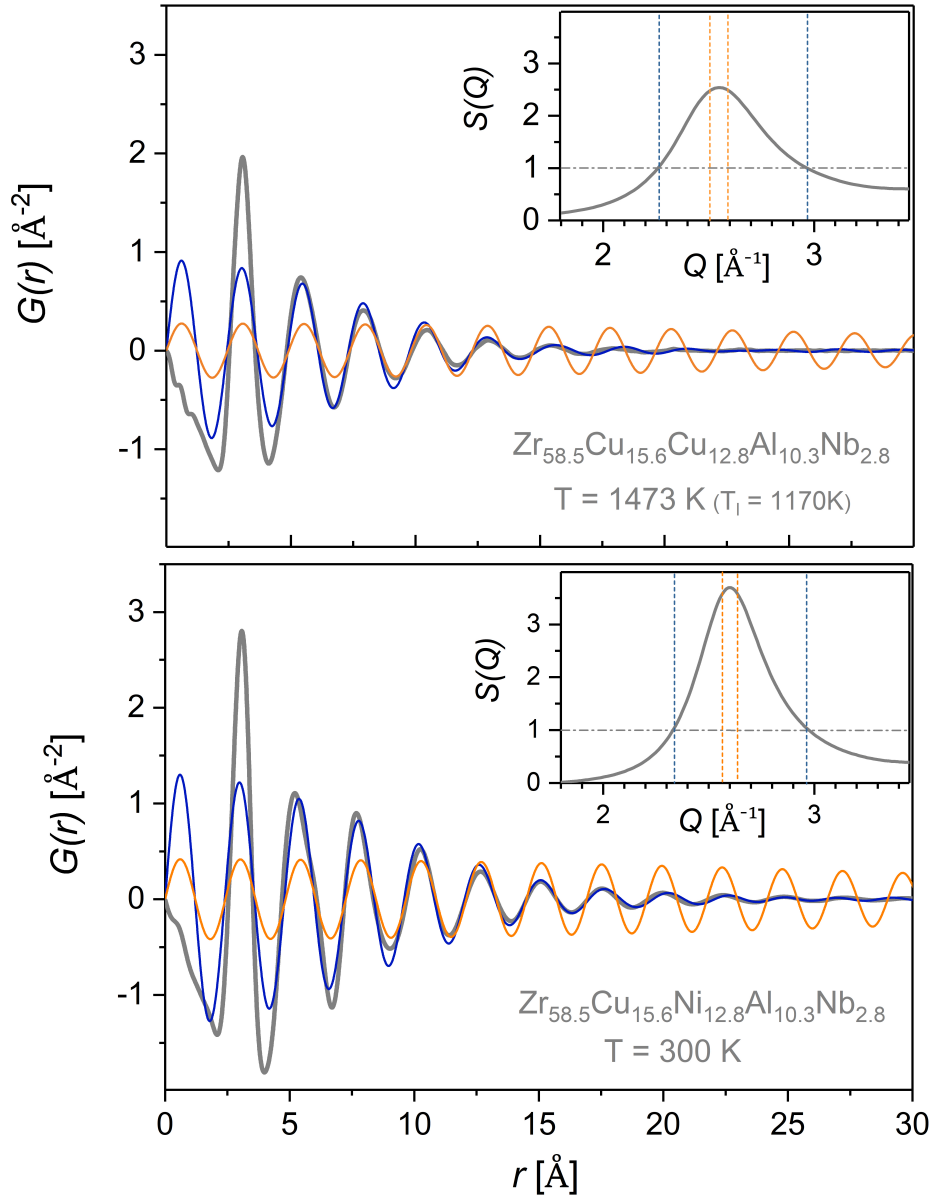 3
2
1
0
-1
G(r) [Å-2]
S(Q)
3
2
1
0
2
3
Q [Å-1]
Zr58.5Cu15.6Cu12.8Al10.3Nb2.8
T = 1473 K (Tl = 1170K)
3
2
1
0
-1
G(r) [Å-2]
S(Q)
3
2
1
0
2
3
Q [Å-1]
Zr58.5Cu15.6Ni12.8Al10.3Nb2.8
T = 300 K
0 5 10 15 20 25 30
r [Å]